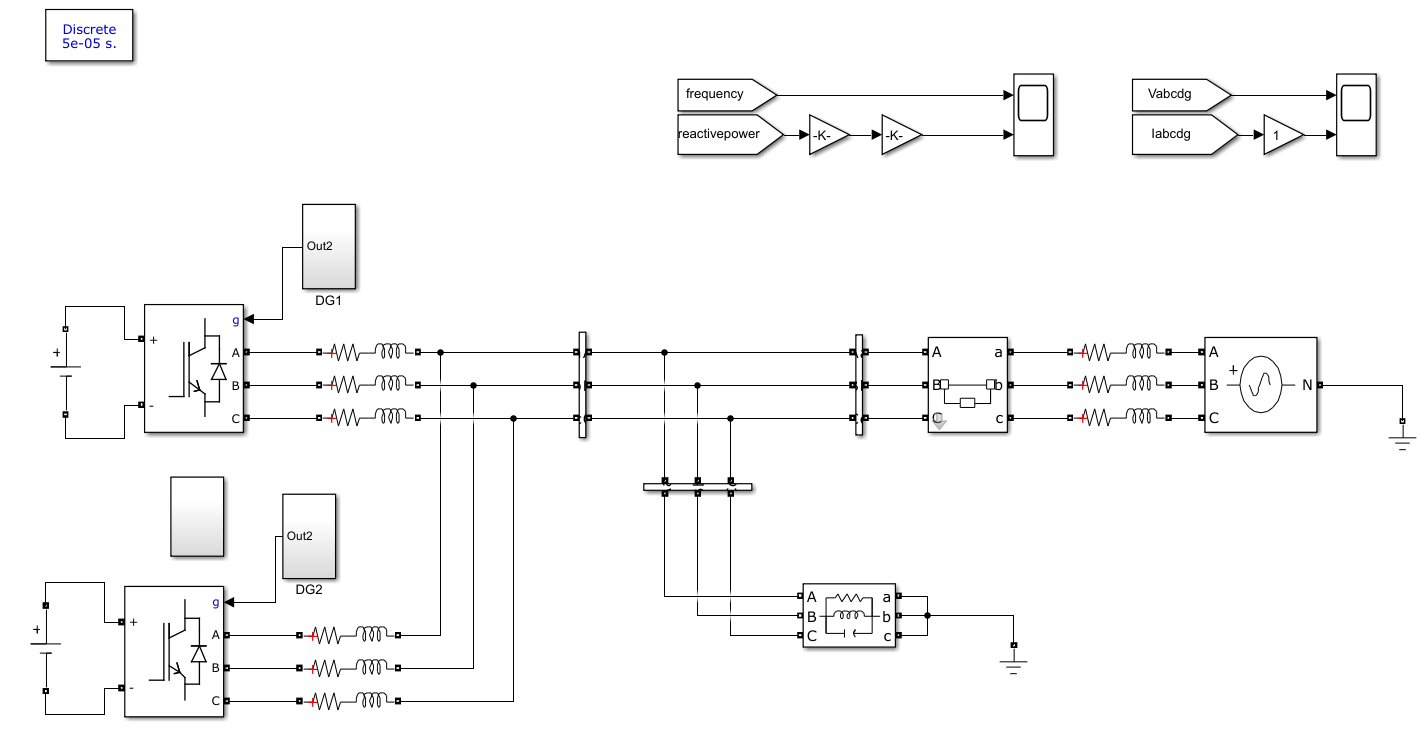 Discrete
5e-05 s.
frequency
reactivepower
-K-
-K-
Vabcdg
Iabcdg
1
Out2
DG1
+
+
-
g
A
B
C
A
B
C
a
b
c
+
A
B
C
N
Out2
DG2
+
+
-
g
A
B
C
A
B
C
a
b
c